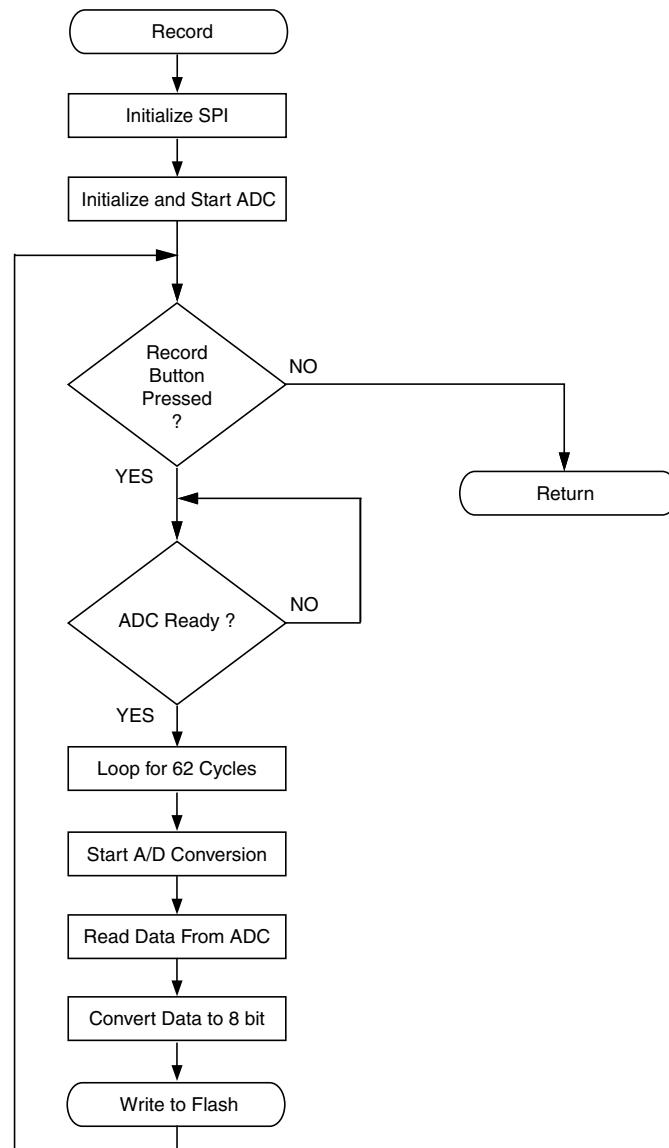 Record
Initialize SPI
Initialize and Start ADC
Record
Button
Pressed
?
NO
YES
Return
ADC Ready ?
NO
YES
Loop for 62 Cycles
Start A/D Conversion
Read Data From ADC
Convert Data to 8 bit
Write to Flash